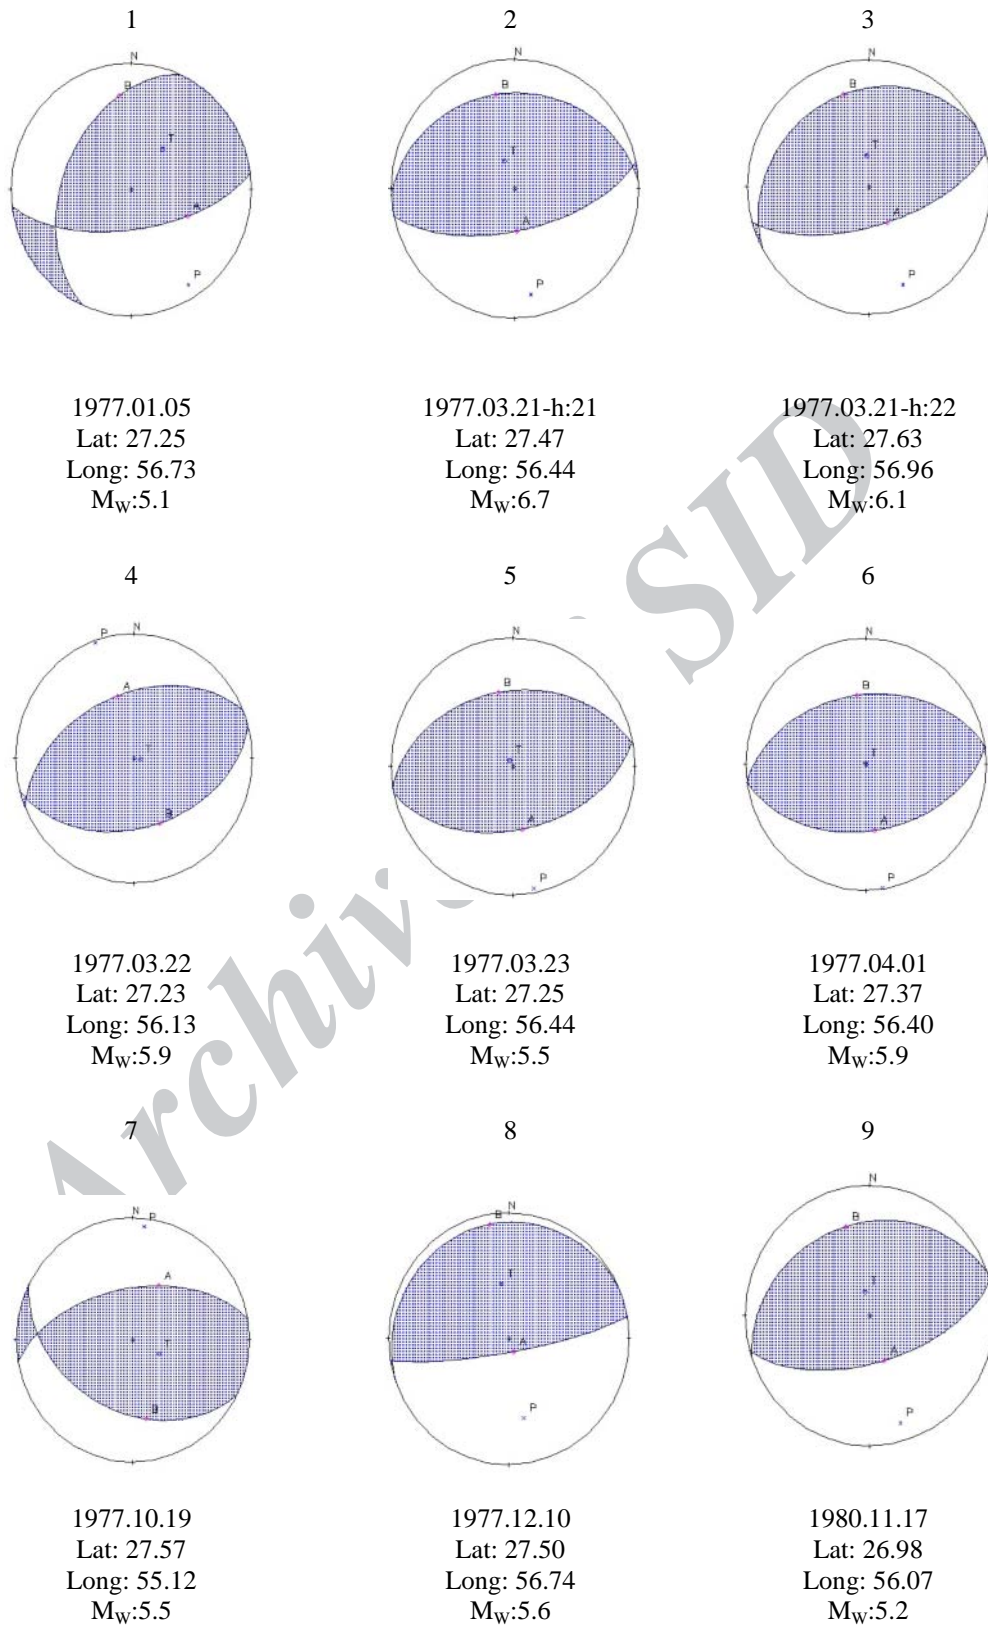 1 2 3
N N N
B B B
T T T
A A A
P P P
1977.01.05 1977.03.21-h:21 1977.03.21-h:22
Lat: 27.25 Lat: 27.47 Lat: 27.63
Long: 56.73 Long: 56.44 Long: 56.96
MW:5.1 MW:6.7 MW:6.1
4 5 6
P N N N
A B B
T T T
B A A
P P
1977.03.22 1977.03.23 1977.04.01
Lat: 27.23 Lat: 27.25 Lat: 27.37
Long: 56.13 Long: 56.44 Long: 56.40
MW:5.9 MW:5.5 MW:5.9
7 8 9
N P N N
A B B
T T T
B A A
P P
1977.10.19 1977.12.10 1980.11.17
Lat: 27.57 Lat: 27.50 Lat: 26.98
Long: 55.12 Long: 56.74 Long: 56.07
MW:5.5 MW:5.6 MW:5.2
SID